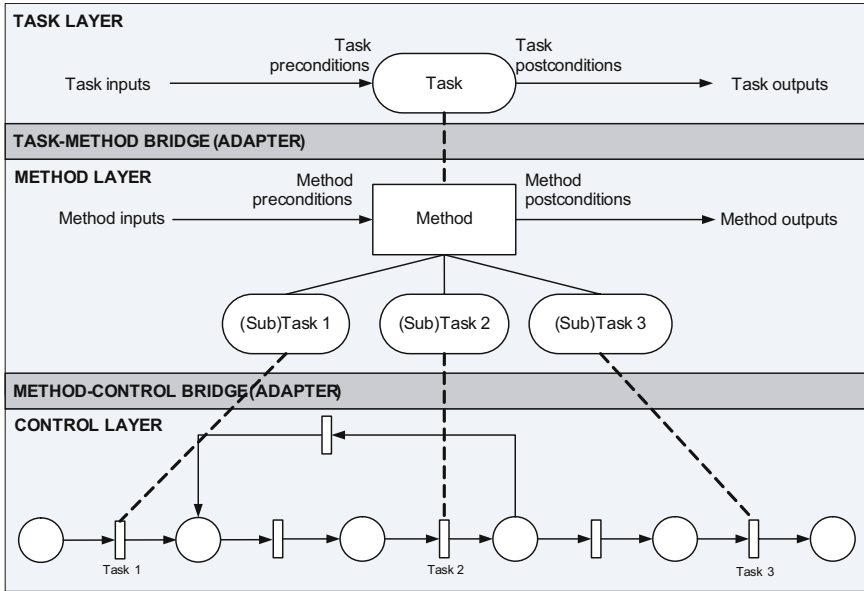 TASK LAYER
Task
preconditions
Task
postconditions
Task inputs
Task
Task outputs
TASK-METHOD BRIDGE (ADAPTER)
METHOD LAYER
Method
preconditions
Method
postconditions
Method inputs
Method
Method outputs
(Sub)Task 1
(Sub)Task 2
(Sub)Task 3
METHOD-CONTROL BRIDGE (ADAPTER)
CONTROL LAYER
Task 1
Task 2
Task 3